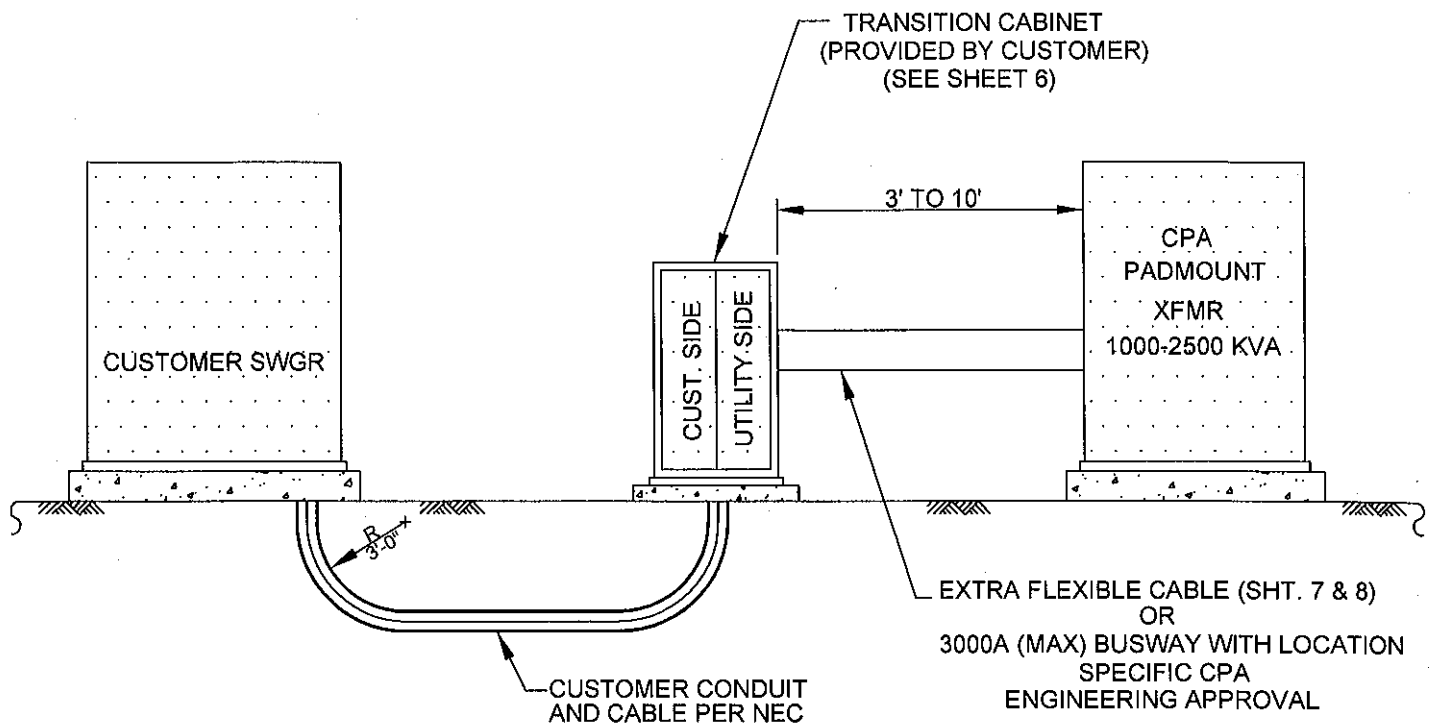 TRANSITION CABINET
(PROVIDED BY CUSTOMER)
(SEE SHEET 6)
3' TO 10'
CPA
PADMOUNT
XFMR
1000-2500 KVA
CUSTOMER SWGR
CUST. SIDE
UTILITY SIDE
R
3'-0"
EXTRA FLEXIBLE CABLE (SHT. 7 & 8)
OR
3000A (MAX) BUSWAY WITH LOCATION
SPECIFIC CPA
ENGINEERING APPROVAL
CUSTOMER CONDUIT
AND CABLE PER NEC